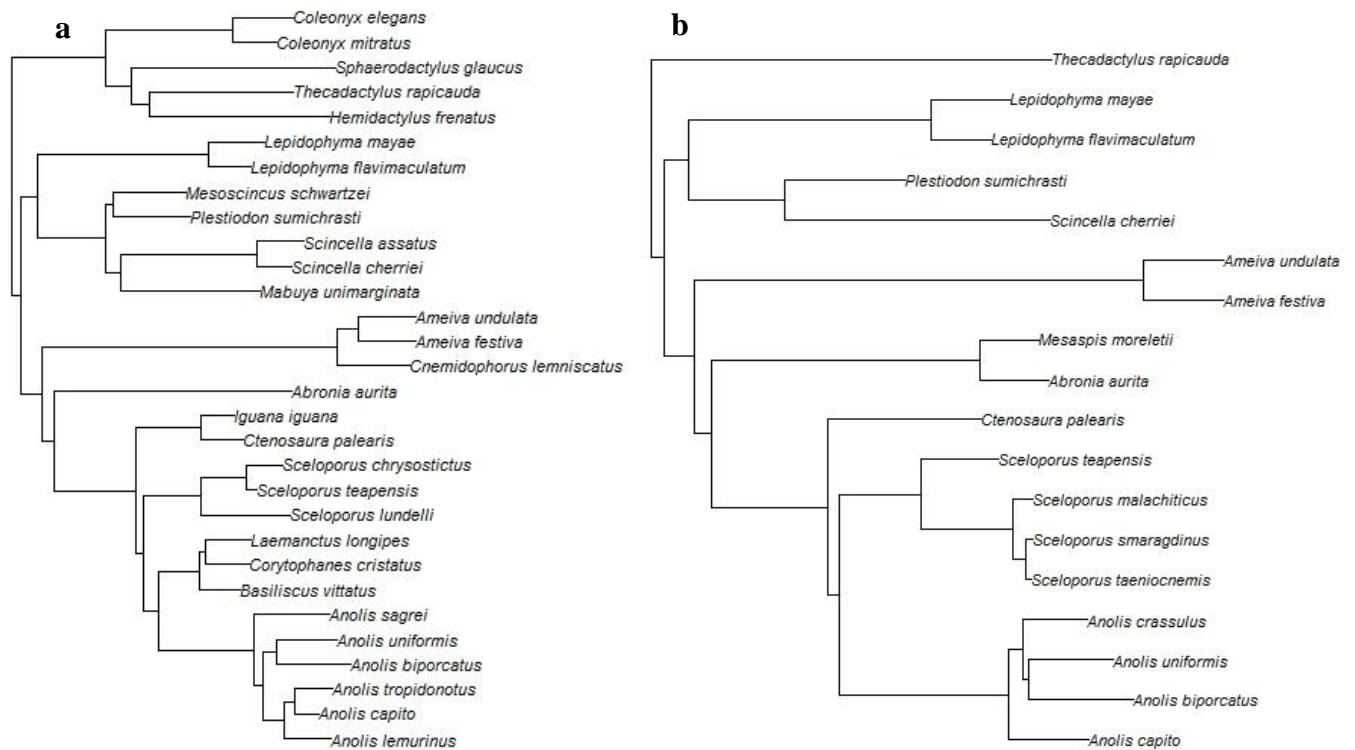 a
Coleonyx elegans
Coleonyx mitratus
Sphaerodactylus glaucus
Thecadactylus rapicauda
Hemidactylus frenatus
Lepidophyma mayae
Lepidophyma flavimaculatum
Mesoscincus schwartzei
Plestiodon sumichrasti
Scincella assatus
Scincella cherriei
Mabuya unimarginata
Ameiva undulata
Ameiva festiva
Cnemidophorus lemniscatus
Abronia aurita
Iguana iguana
Ctenosaura palearis
Sceloporus chrysostictus
Sceloporus teapensis
Sceloporus lundelli
Laemanctus longipes
Corytophanes cristatus
Basiliscus vittatus
Anolis sagrei
Anolis uniformis
Anolis biporcatus
Anolis tropidonotus
Anolis capito
Anolis lemurinus
b
Thecadactylus rapicauda
Lepidophyma mayae
Lepidophyma flavimaculatum
Plestiodon sumichrasti
Scincella cherriei
Ameiva undulata
Ameiva festiva
Mesaspis moreletii
Abronia aurita
Ctenosaura palearis
Sceloporus teapensis
Sceloporus malachiticus
Sceloporus smaragdinus
Sceloporus taeniocnemis
Anolis crassulus
Anolis uniformis
Anolis biporcatus
Anolis capito